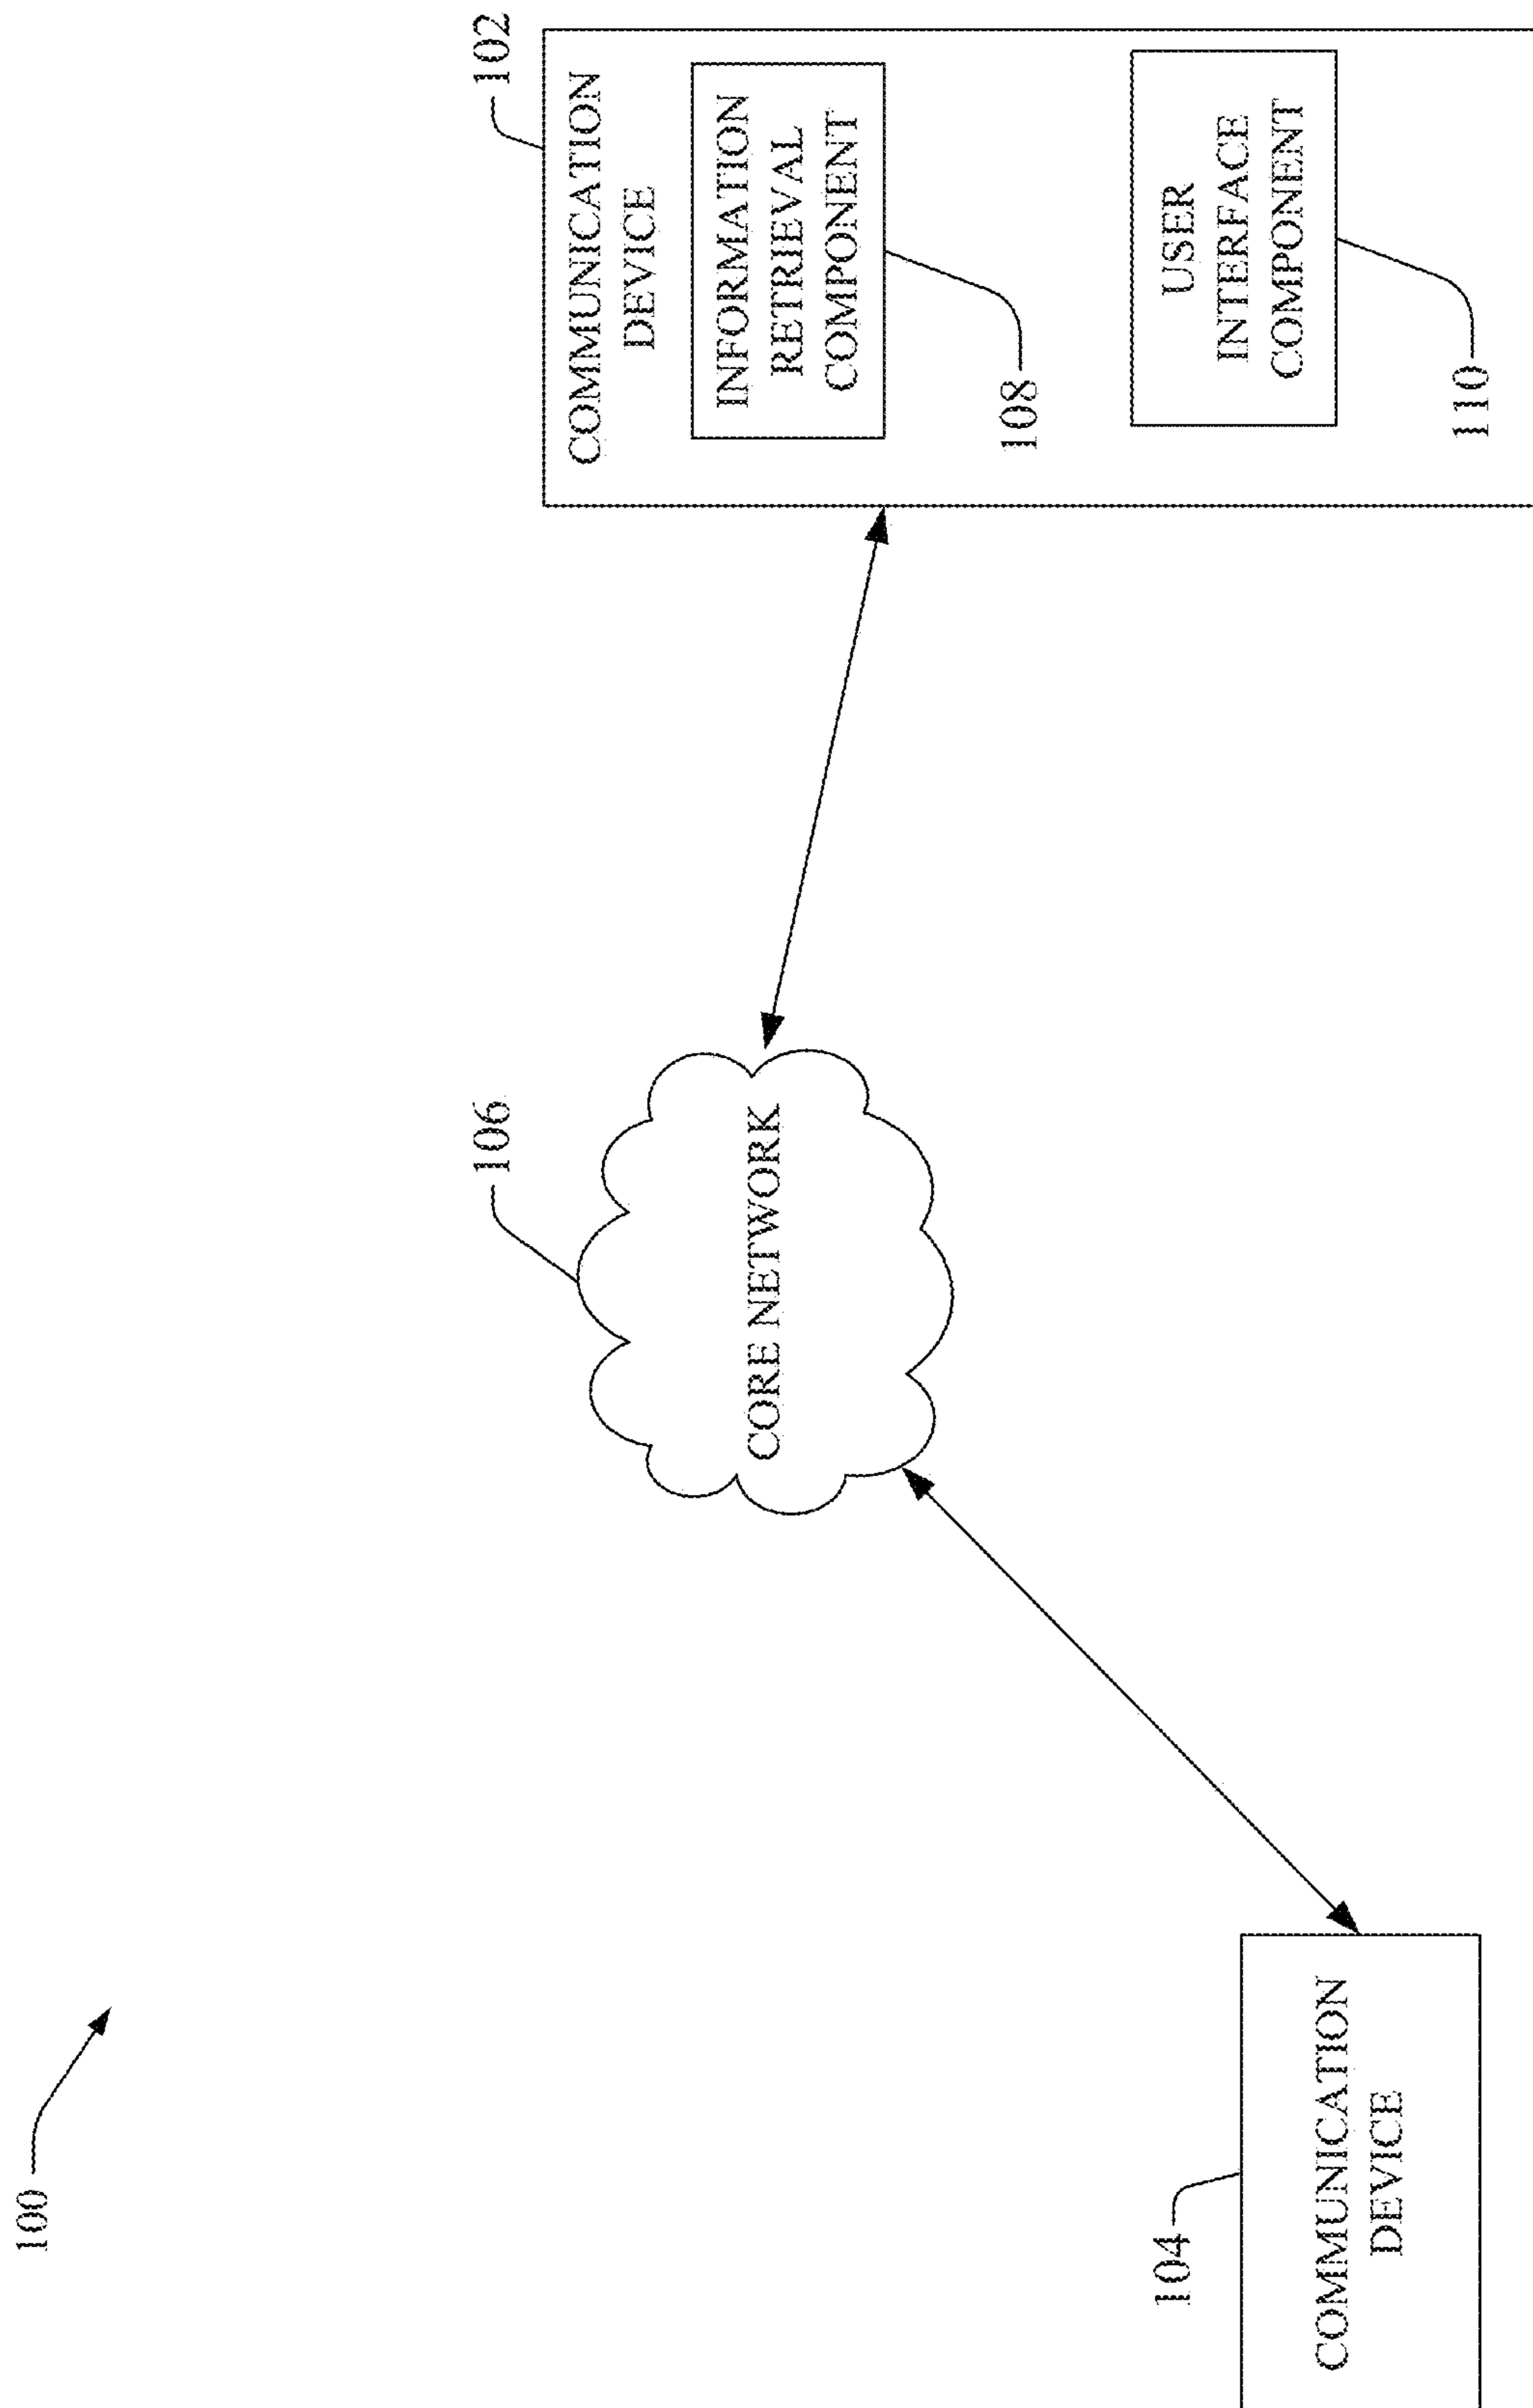 100
102
COMMUNICATION
DEVICE
INFORMATION
RETRIEVAL
COMPONENT
108
USER
INTERFACE
COMPONENT
110
106
CORE NETWORK
104
COMMUNICATION
DEVICE